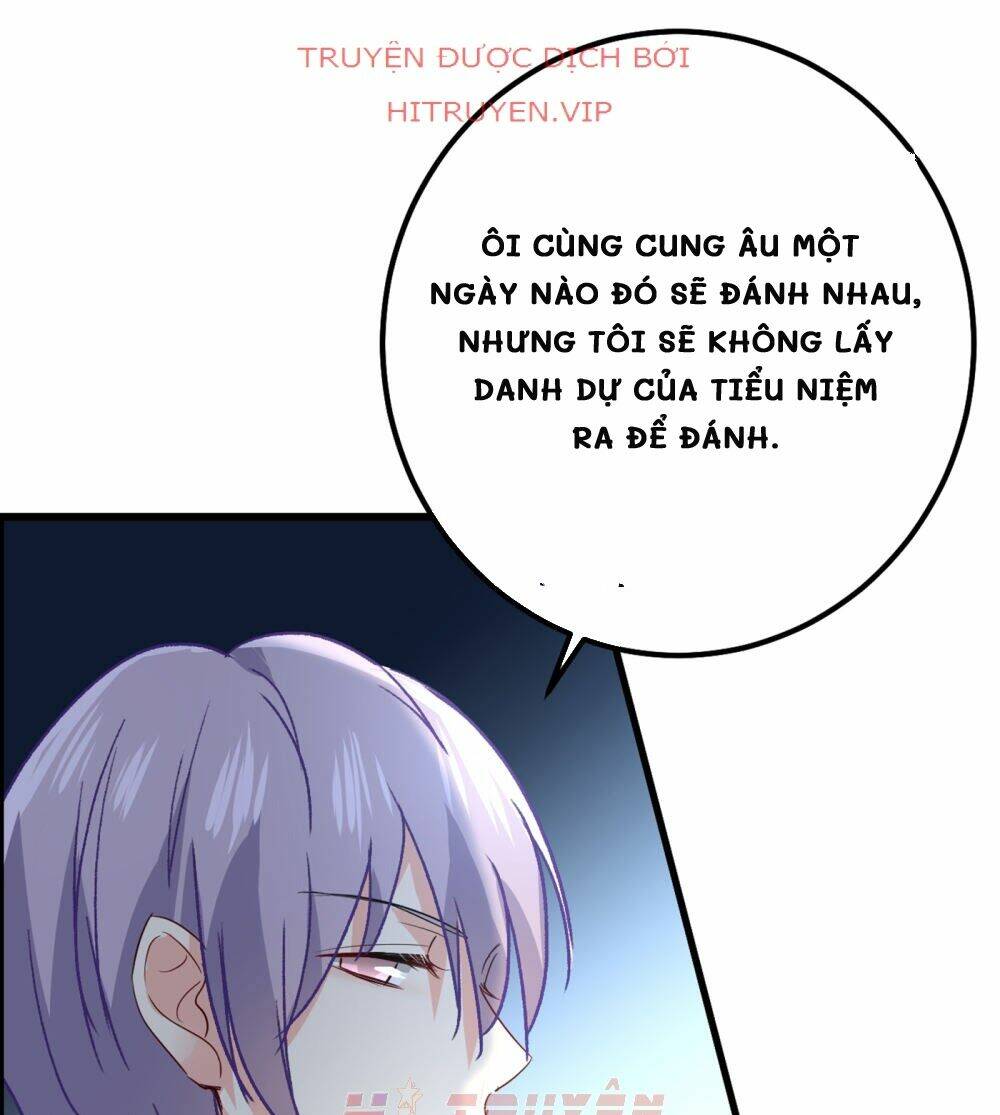 TRUYỆN ĐƯỢC DỊCH BỞI
HITRUYEN.VIP
ÔI CÙNG CUNG ÂU MỘT
NGÀY NÀO ĐÓ SẼ ĐÁNH NHAU,
NHƯNG TÔI SẼ KHÔNG LẤY
DANH DỰ CỦA TIỂU NIỆM
RA ĐỂ ĐÁNH.
TRUYỆN